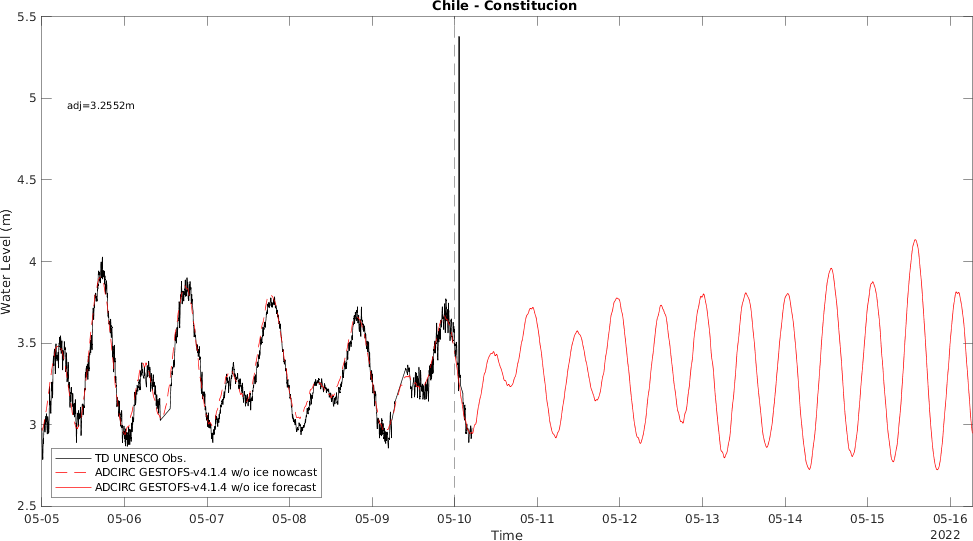 Chile - Constitucion
5.5
5
4.5
4
3.5
3
2.5
Water Level (m)
adj=3.2552m
TD UNESCO Obs.
ADCIRC GESTOFS-v4.1.4 w/o ice nowcast
ADCIRC GESTOFS-v4.1.4 w/o ice forecast
05-05 05-06 05-07 05-08 05-09 05-10 05-11 05-12 05-13 05-14 05-15 05-16
Time
2022